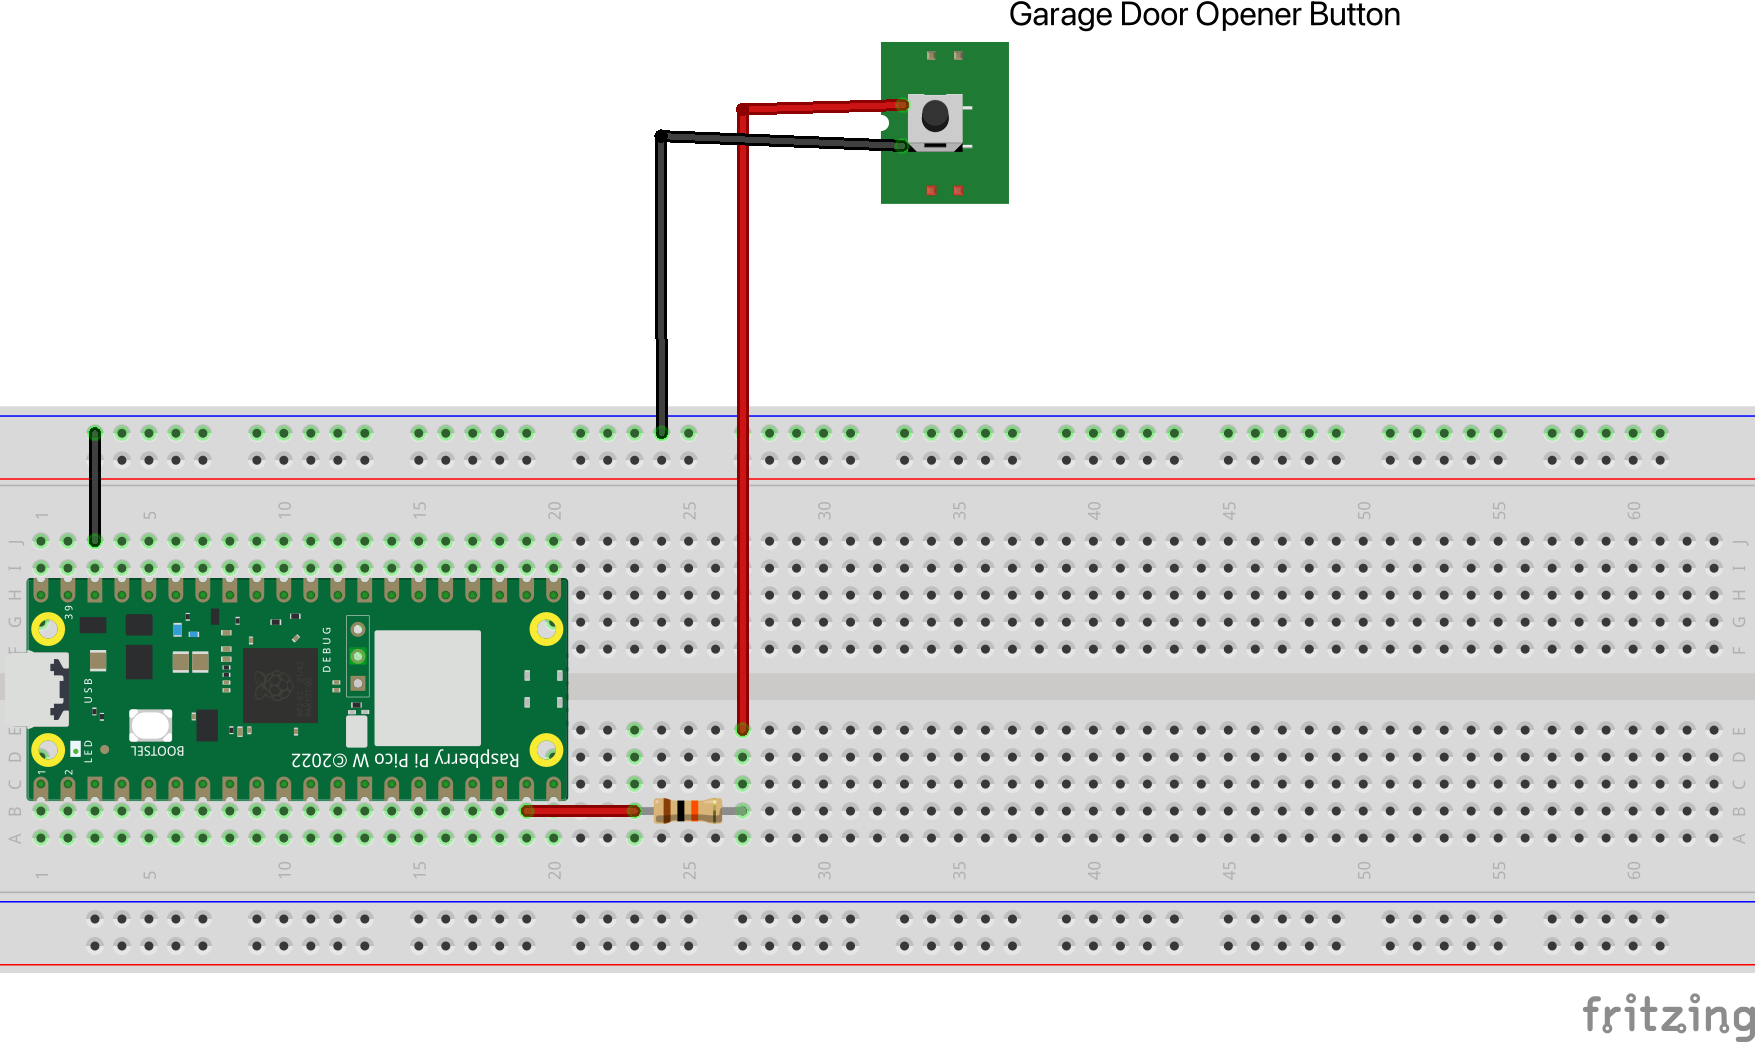 Garage Door Opener Button
1 5 10 15 20 25 30 35 40 45 50 55 60
J J
I I
H H
G G
F F
39
DEBUG
USB
BOOTSEL
LED
1
2
Raspberry Pi Pico W ©2022
E E
D D
C C
B B
A A
1 5 10 15 20 25 30 35 40 45 50 55 60
fritzing